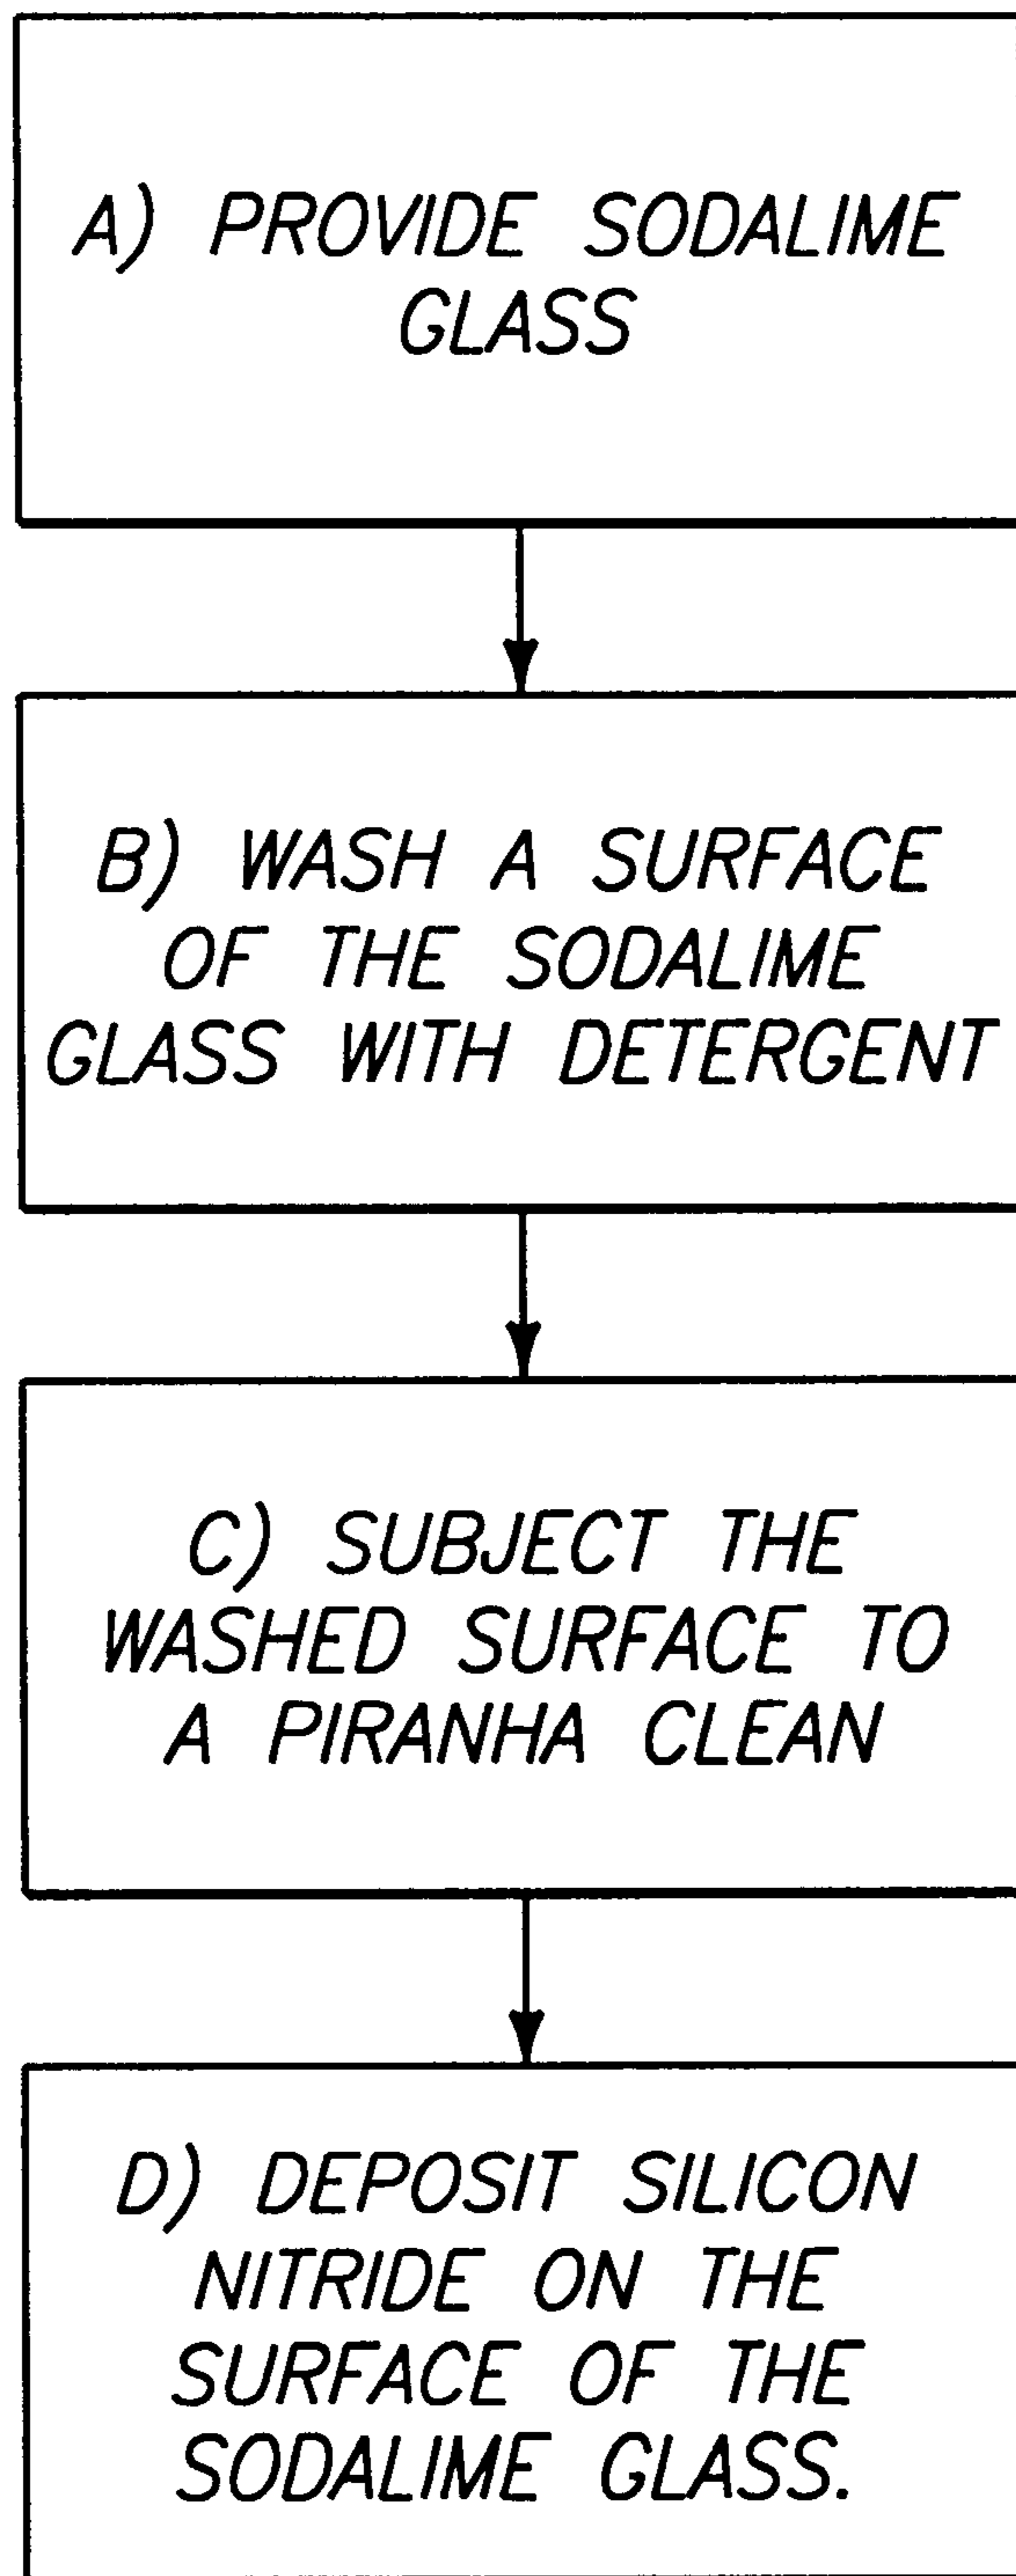 A) PROVIDE SODALIME
GLASS
B) WASH A SURFACE
OF THE SODALIME
GLASS WITH DETERGENT
C) SUBJECT THE
WASHED SURFACE TO
A PIRANHA CLEAN
D) DEPOSIT SILICON
NITRIDE ON THE
SURFACE OF THE
SODALIME GLASS.